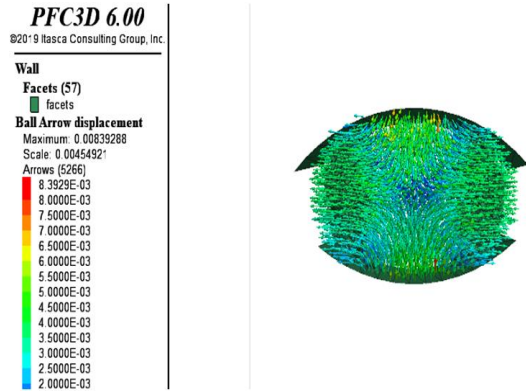 PFC3D 6.00
©2019 Itasca Consulting Group, Inc.
Wall
Facets (57)
facets
Ball Arrow displacement
Maximum: 0.00839288
Scale: 0.00454921
Arrows (5266)
8.3929E-03
8.0000E-03
7.5000E-03
7.0000E-03
6.5000E-03
6.0000E-03
5.5000E-03
5.0000E-03
4.5000E-03
4.0000E-03
3.5000E-03
3.0000E-03
2.5000E-03
2.0000E-03